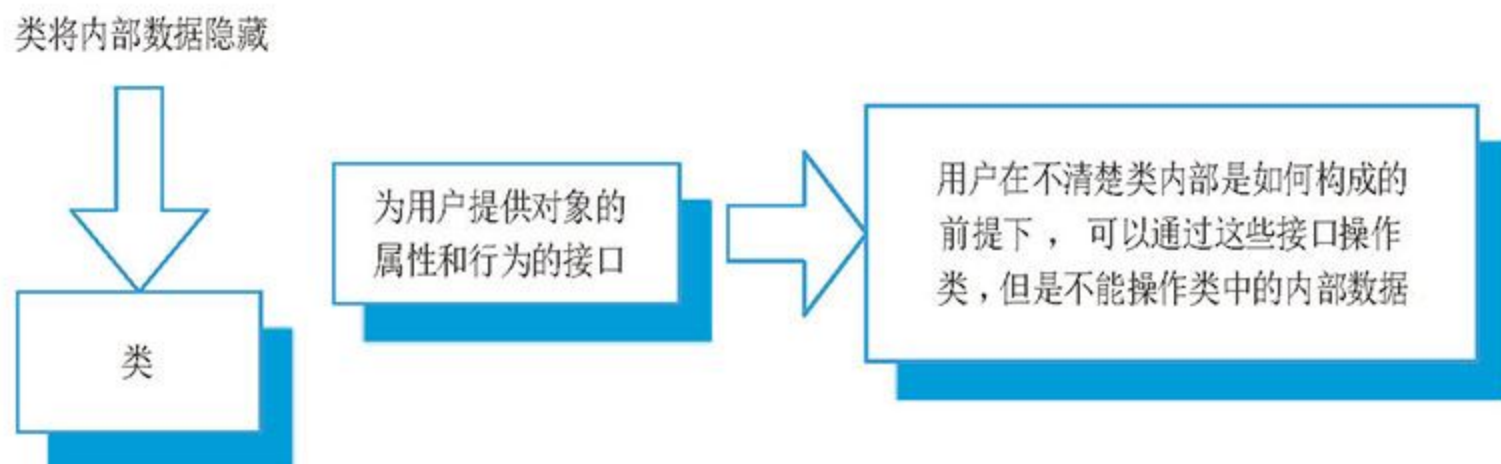 类将内部数据隐藏
类
为用户提供对象的
属性和行为的接口
用户在不清楚类内部是如何构成的
前提下，可以通过这些接口操作
类，但是不能操作类中的内部数据